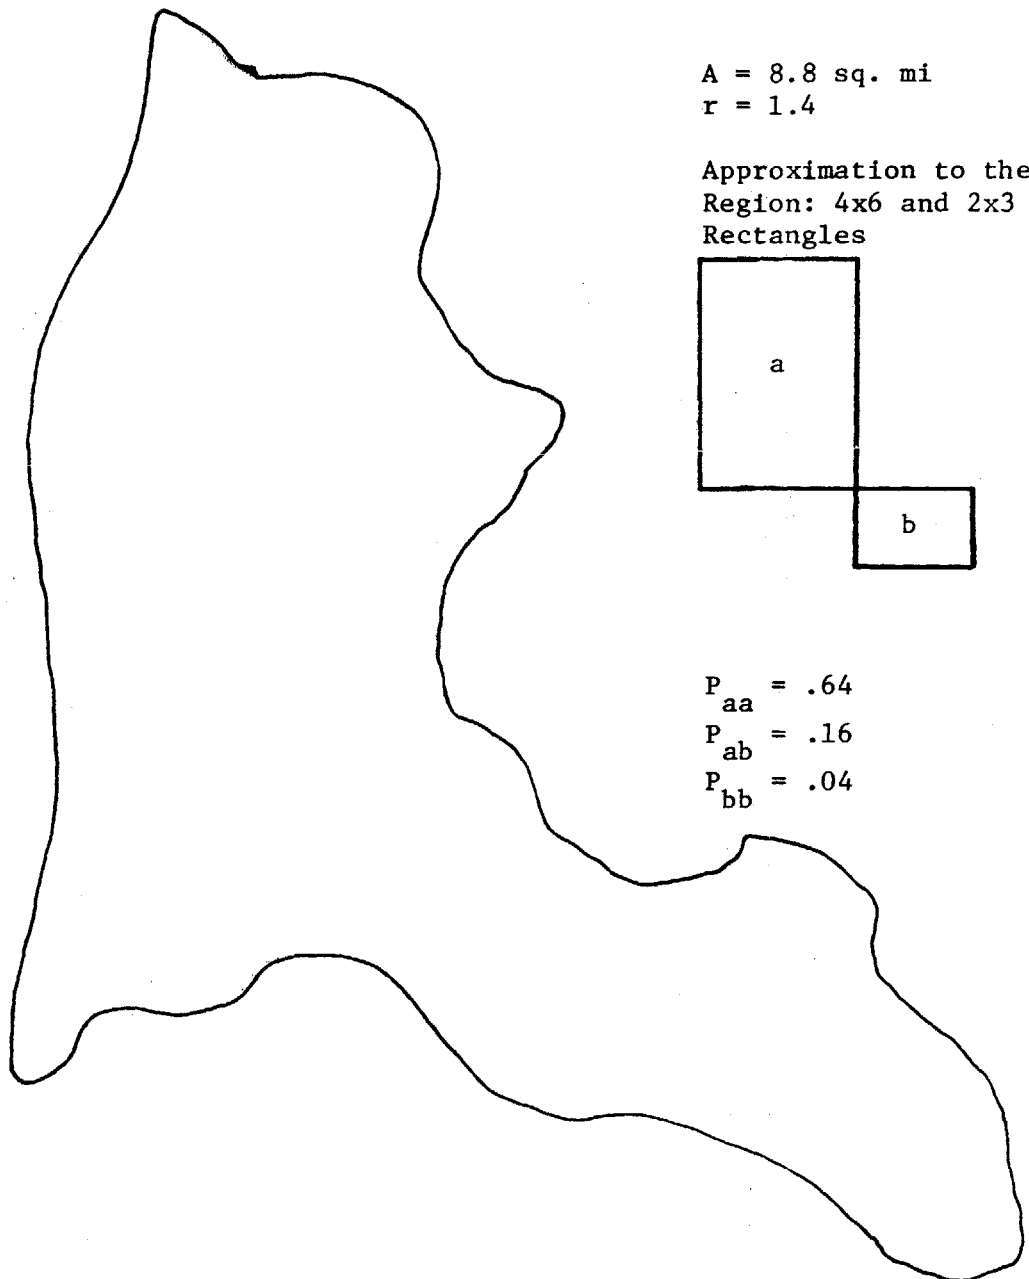 A = 8.8 sq. mi
r = 1.4
Approximation to the
Region: 4x6 and 2x3
Rectangles
a
b
P_aa = .64
P_ab = .16
P_bb = .04